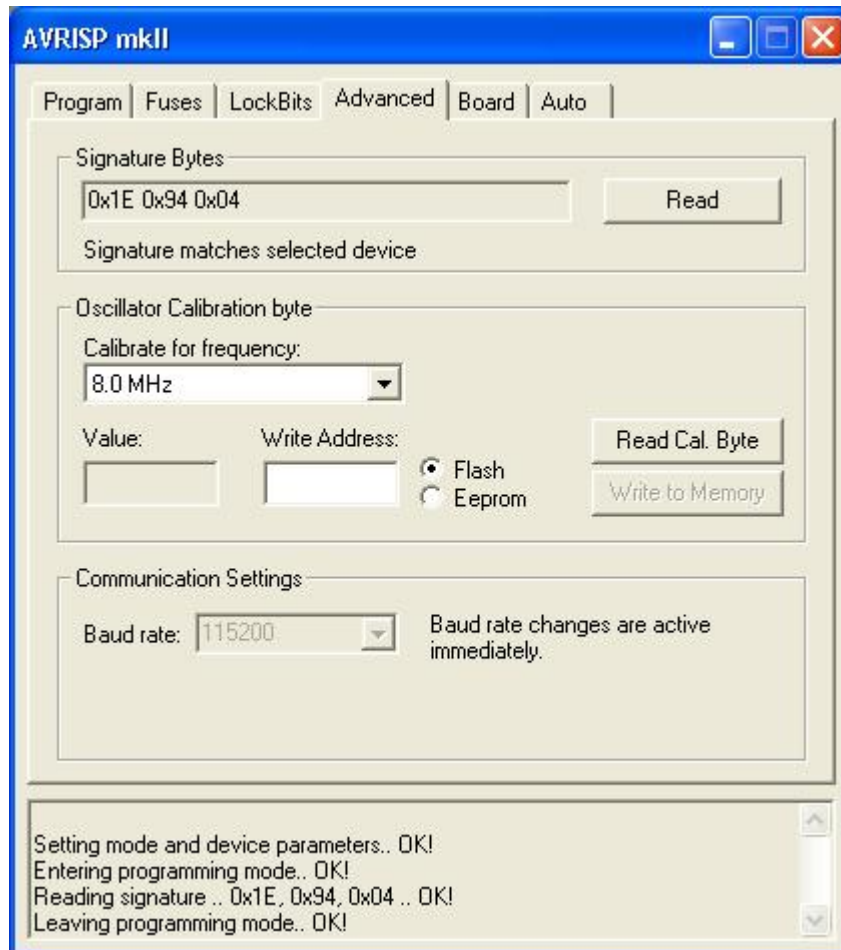 AVRISP mkII
Program Fuses LockBits Advanced Board Auto
Signature Bytes
0x1E 0x94 0x04
Read
Signature matches selected device
Oscillator Calibration byte
Calibrate for frequency:
8.0 MHz
Value: Write Address:
Read Cal. Byte
Flash
Eeprom
Write to Memory
Communication Settings
Baud rate: 115200
Baud rate changes are active
immediately.
Setting mode and device parameters.. OK!
Entering programming mode.. OK!
Reading signature .. 0x1E, 0x94, 0x04 .. OK!
Leaving programming mode.. OK!